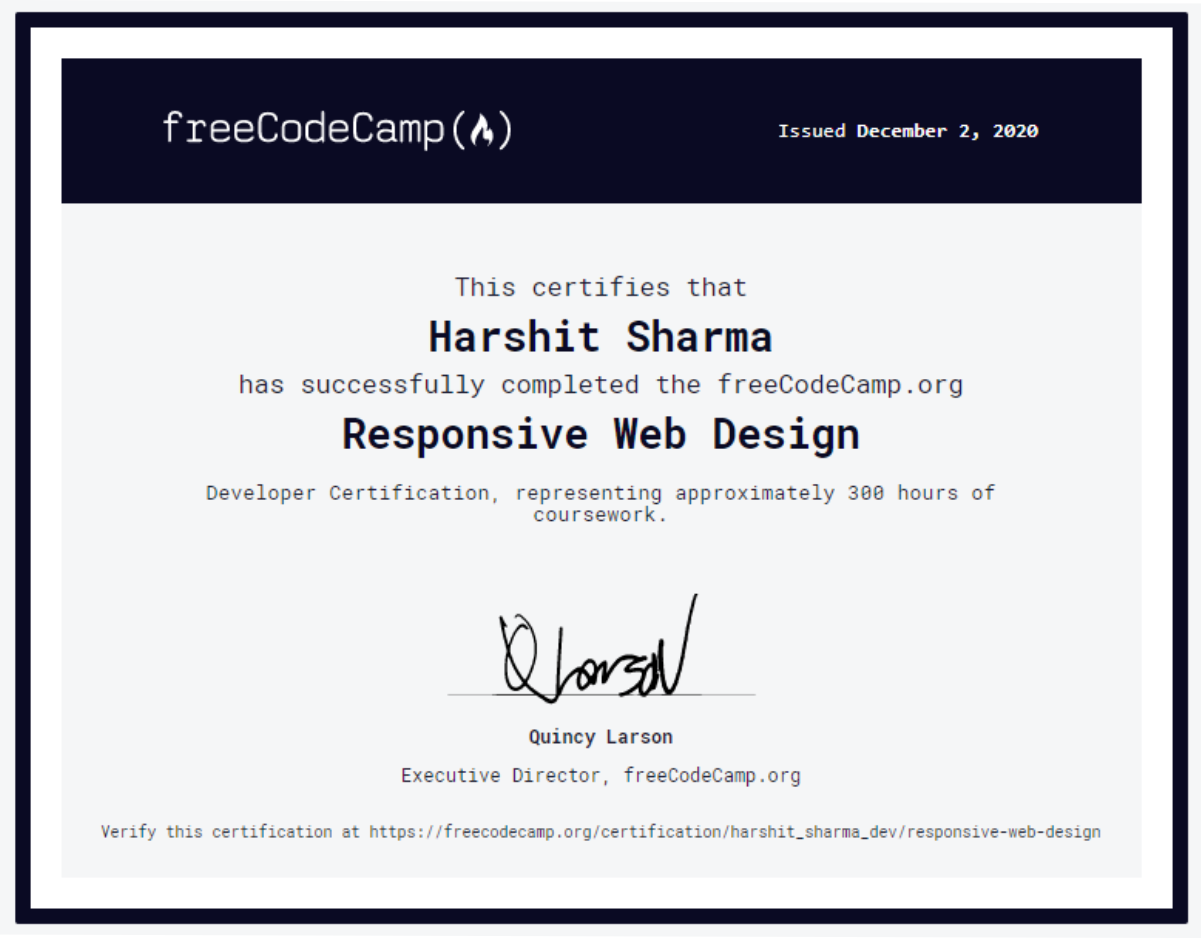 freeCodeCamp(🔥)
Issued December 2, 2020
This certifies that
Harshit Sharma
has successfully completed the freeCodeCamp.org
Responsive Web Design
Developer Certification, representing approximately 300 hours of
coursework.
QLarson
Quincy Larson
Executive Director, freeCodeCamp.org
Verify this certification at https://freecodecamp.org/certification/harshit_sharma_dev/responsive-web-design